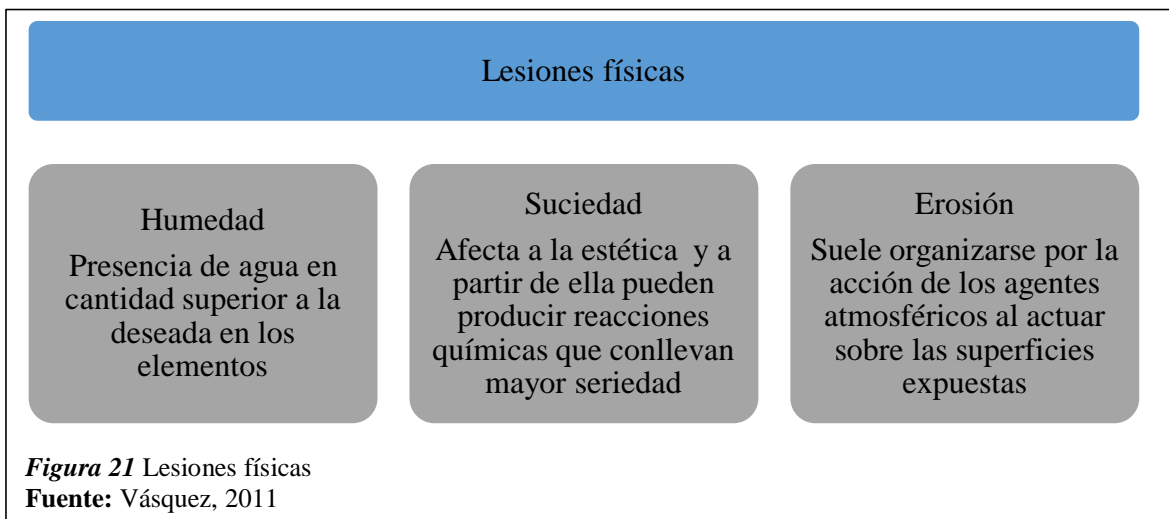 Lesiones físicas
Humedad
Presencia de agua en
cantidad superior a la
deseada en los
elementos
Suciedad
Afecta a la estética y a
partir de ella pueden
producir reacciones
químicas que conllevan
mayor seriedad
Erosión
Suele organizarse por la
acción de los agentes
atmosféricos al actuar
sobre las superficies
expuestas
Figura 21 Lesiones físicas
Fuente: Vásquez, 2011